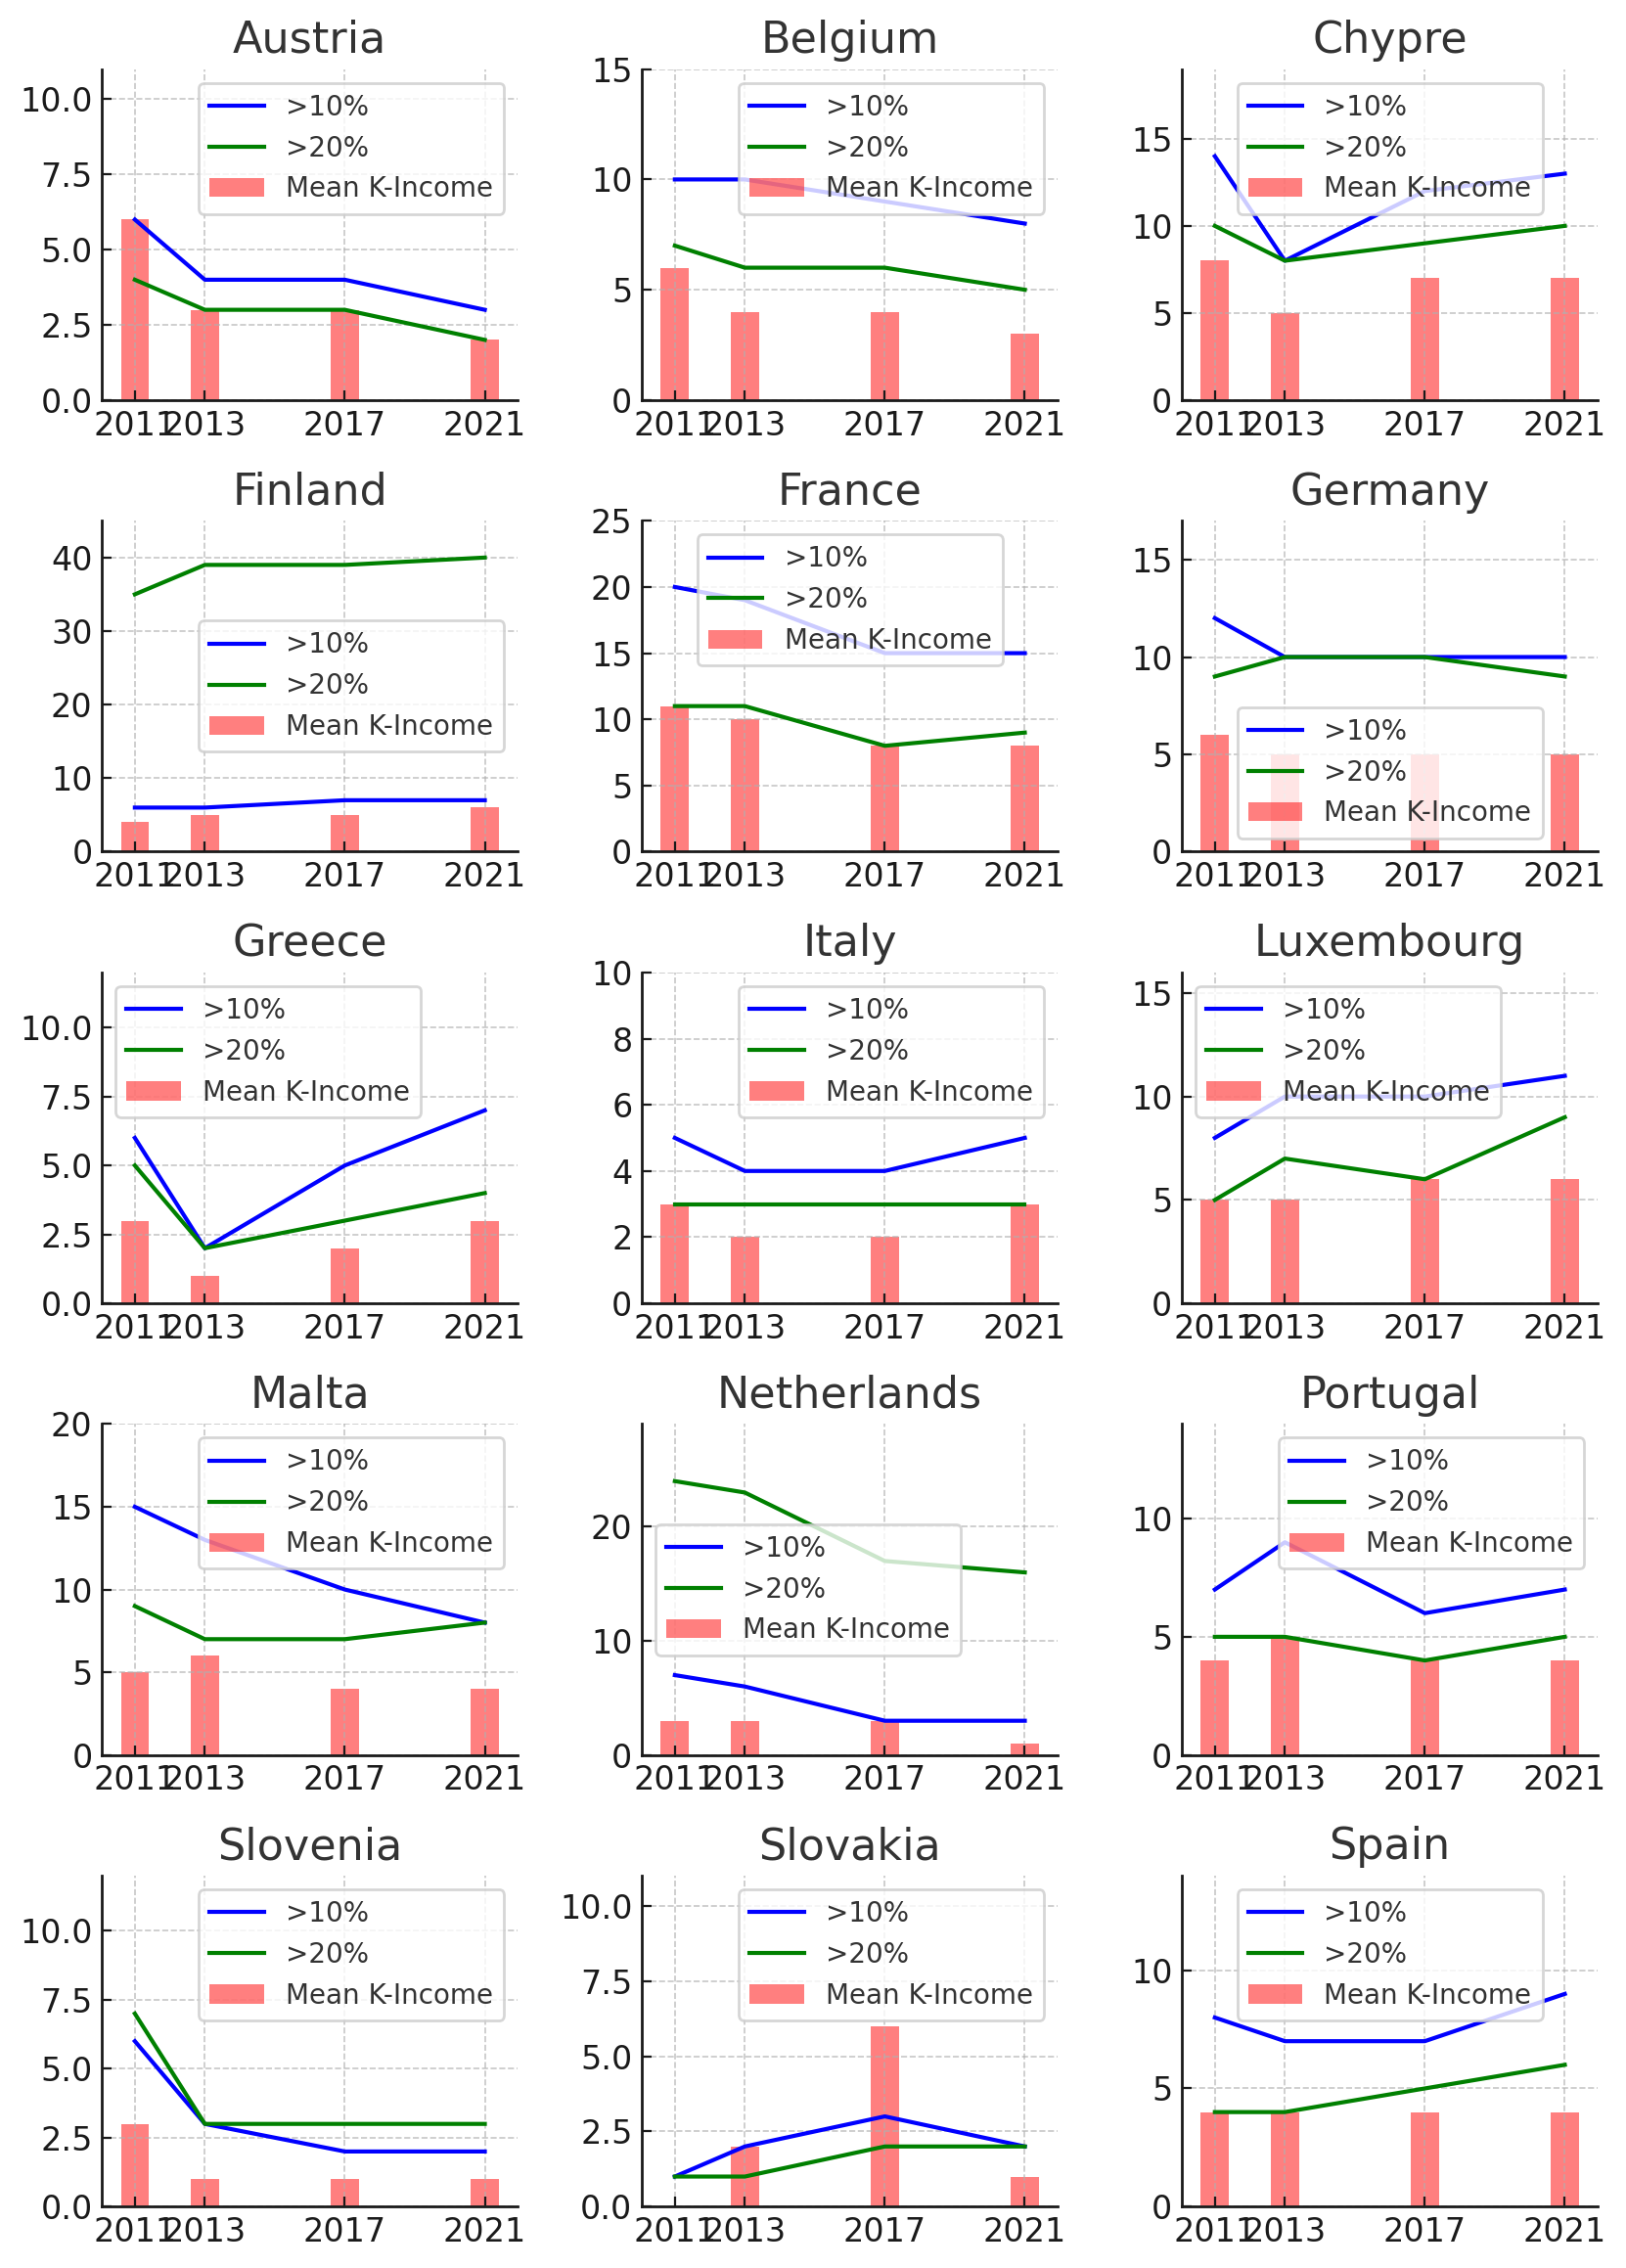 Austria
10.0
7.5
5.0
2.5
0.0
>10%
>20%
Mean K-Income
2011 2013 2017 2021
Belgium
15
10
5
0
>10%
>20%
Mean K-Income
2011 2013 2017 2021
Chypre
15
10
5
0
>10%
>20%
Mean K-Income
2011 2013 2017 2021
Finland
40
30
20
10
0
>10%
>20%
Mean K-Income
2011 2013 2017 2021
France
25
20
15
10
5
0
>10%
>20%
Mean K-Income
2011 2013 2017 2021
Germany
15
10
5
0
>10%
>20%
Mean K-Income
2011 2013 2017 2021
Greece
10.0
7.5
5.0
2.5
0.0
>10%
>20%
Mean K-Income
2011 2013 2017 2021
Italy
10
8
6
4
2
0
>10%
>20%
Mean K-Income
2011 2013 2017 2021
Luxembourg
15
10
5
0
>10%
>20%
Mean K-Income
2011 2013 2017 2021
Malta
20
15
10
5
0
>10%
>20%
Mean K-Income
2011 2013 2017 2021
Netherlands
20
10
0
>10%
>20%
Mean K-Income
2011 2013 2017 2021
Portugal
10
5
0
>10%
>20%
Mean K-Income
2011 2013 2017 2021
Slovenia
10.0
7.5
5.0
2.5
0.0
>10%
>20%
Mean K-Income
2011 2013 2017 2021
Slovakia
10.0
7.5
5.0
2.5
0.0
>10%
>20%
Mean K-Income
2011 2013 2017 2021
Spain
10
5
0
>10%
>20%
Mean K-Income
2011 2013 2017 2021